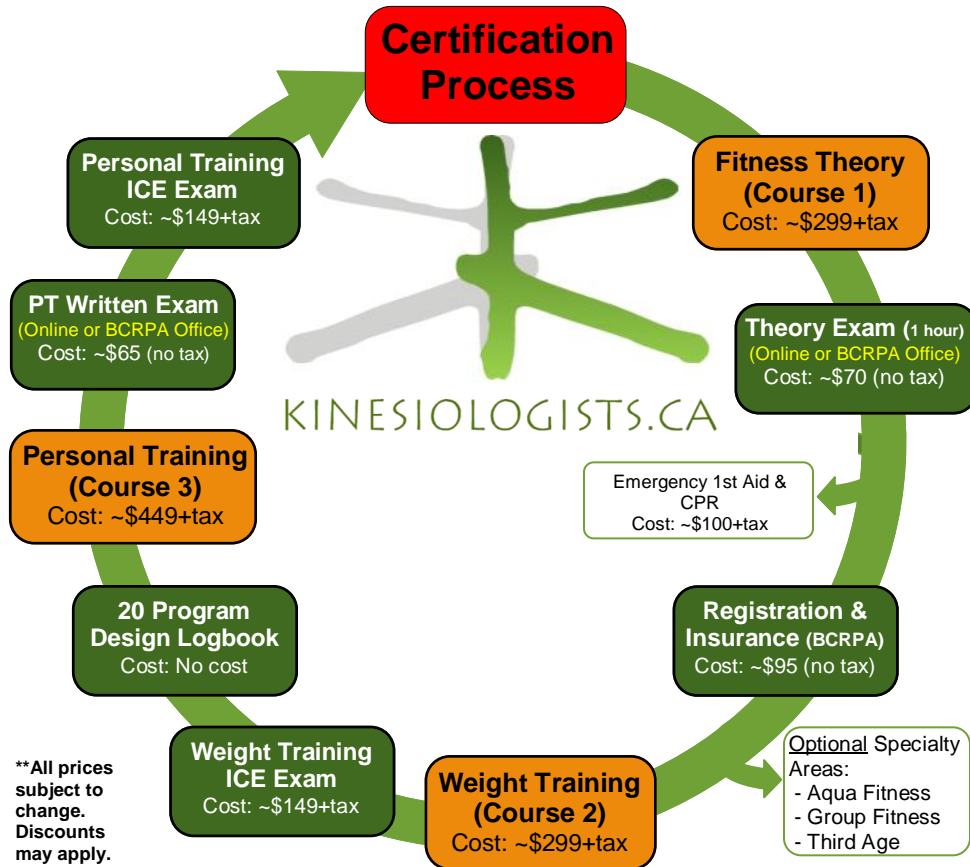 Certification
Process
Fitness Theory
(Course 1)
Cost: ~$299+tax
Theory Exam (1 hour)
(Online or BCRPA Office)
Cost: ~$70 (no tax)
Emergency 1st Aid &
CPR
Cost: ~$100+tax
Registration &
Insurance (BCRPA)
Cost: ~$95 (no tax)
Optional Specialty
Areas:
- Aqua Fitness
- Group Fitness
- Third Age
Weight Training
(Course 2)
Cost: ~$299+tax
Weight Training
ICE Exam
Cost: ~$149+tax
20 Program
Design Logbook
Cost: No cost
Personal Training
(Course 3)
Cost: ~$449+tax
PT Written Exam
(Online or BCRPA Office)
Cost: ~$65 (no tax)
Personal Training
ICE Exam
Cost: ~$149+tax
KINESIOLOGISTS.CA
**All prices
subject to
change.
Discounts
may apply.